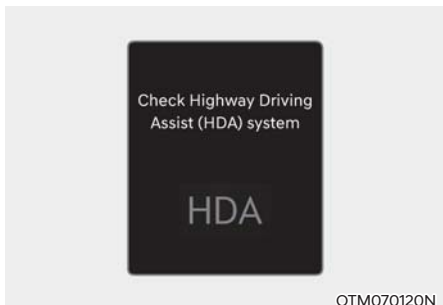 Check Highway Driving
Assist (HDA) system
HDA
OTM070120N